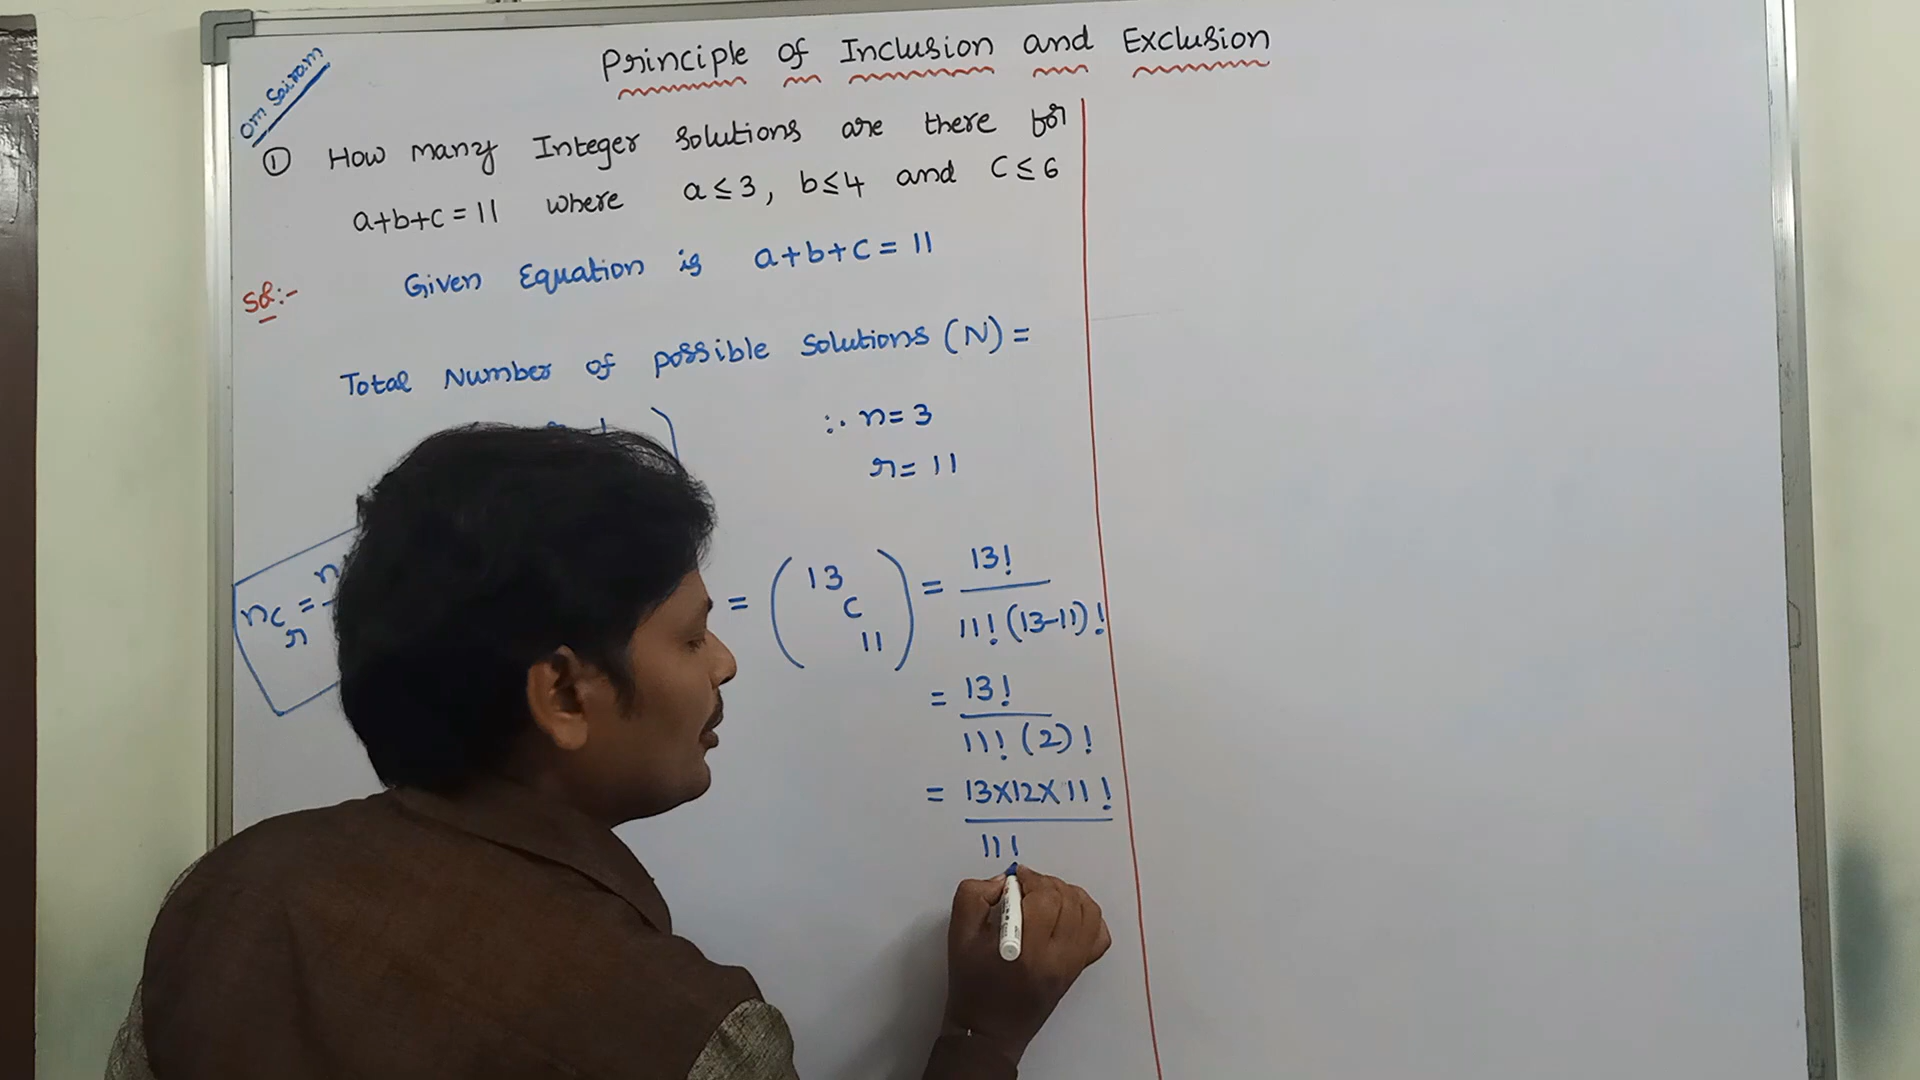 Principle of Inclusion and Exclusion
Om Sairam
① How many Integer solutions are there for
a+b+c = 11 where a≤3, b≤4 and c≤6
Sol:- Given Equation is a+b+c = 11
Total Number of possible solutions (N) =
∴ n = 3
r = 11
nCr = n
= (13 C 11) = 13! / 11! (13-11)!
= 13! / 11! (2)!
= 13×12×11! / 11!